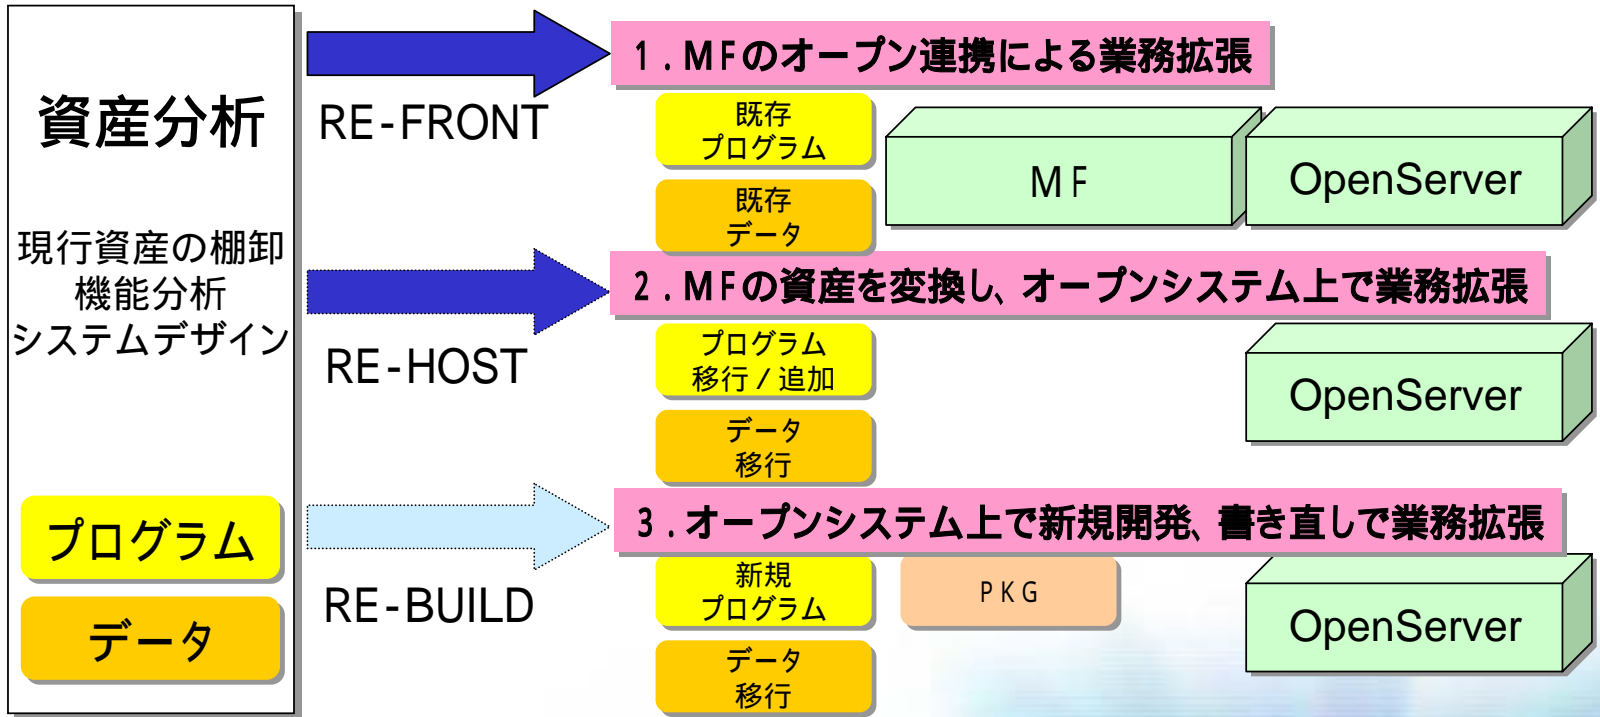 資産分析
現行資産の棚卸
機能分析
システムデザイン
プログラム
データ
RE-FRONT
1.MFのオープン連携による業務拡張
既存
プログラム
既存
データ
MF
OpenServer
RE-HOST
2.MFの資産を変換し、オープンシステム上で業務拡張
プログラム
移行/追加
データ
移行
OpenServer
RE-BUILD
3.オープンシステム上で新規開発、書き直しで業務拡張
新規
プログラム
PKG
データ
移行
OpenServer